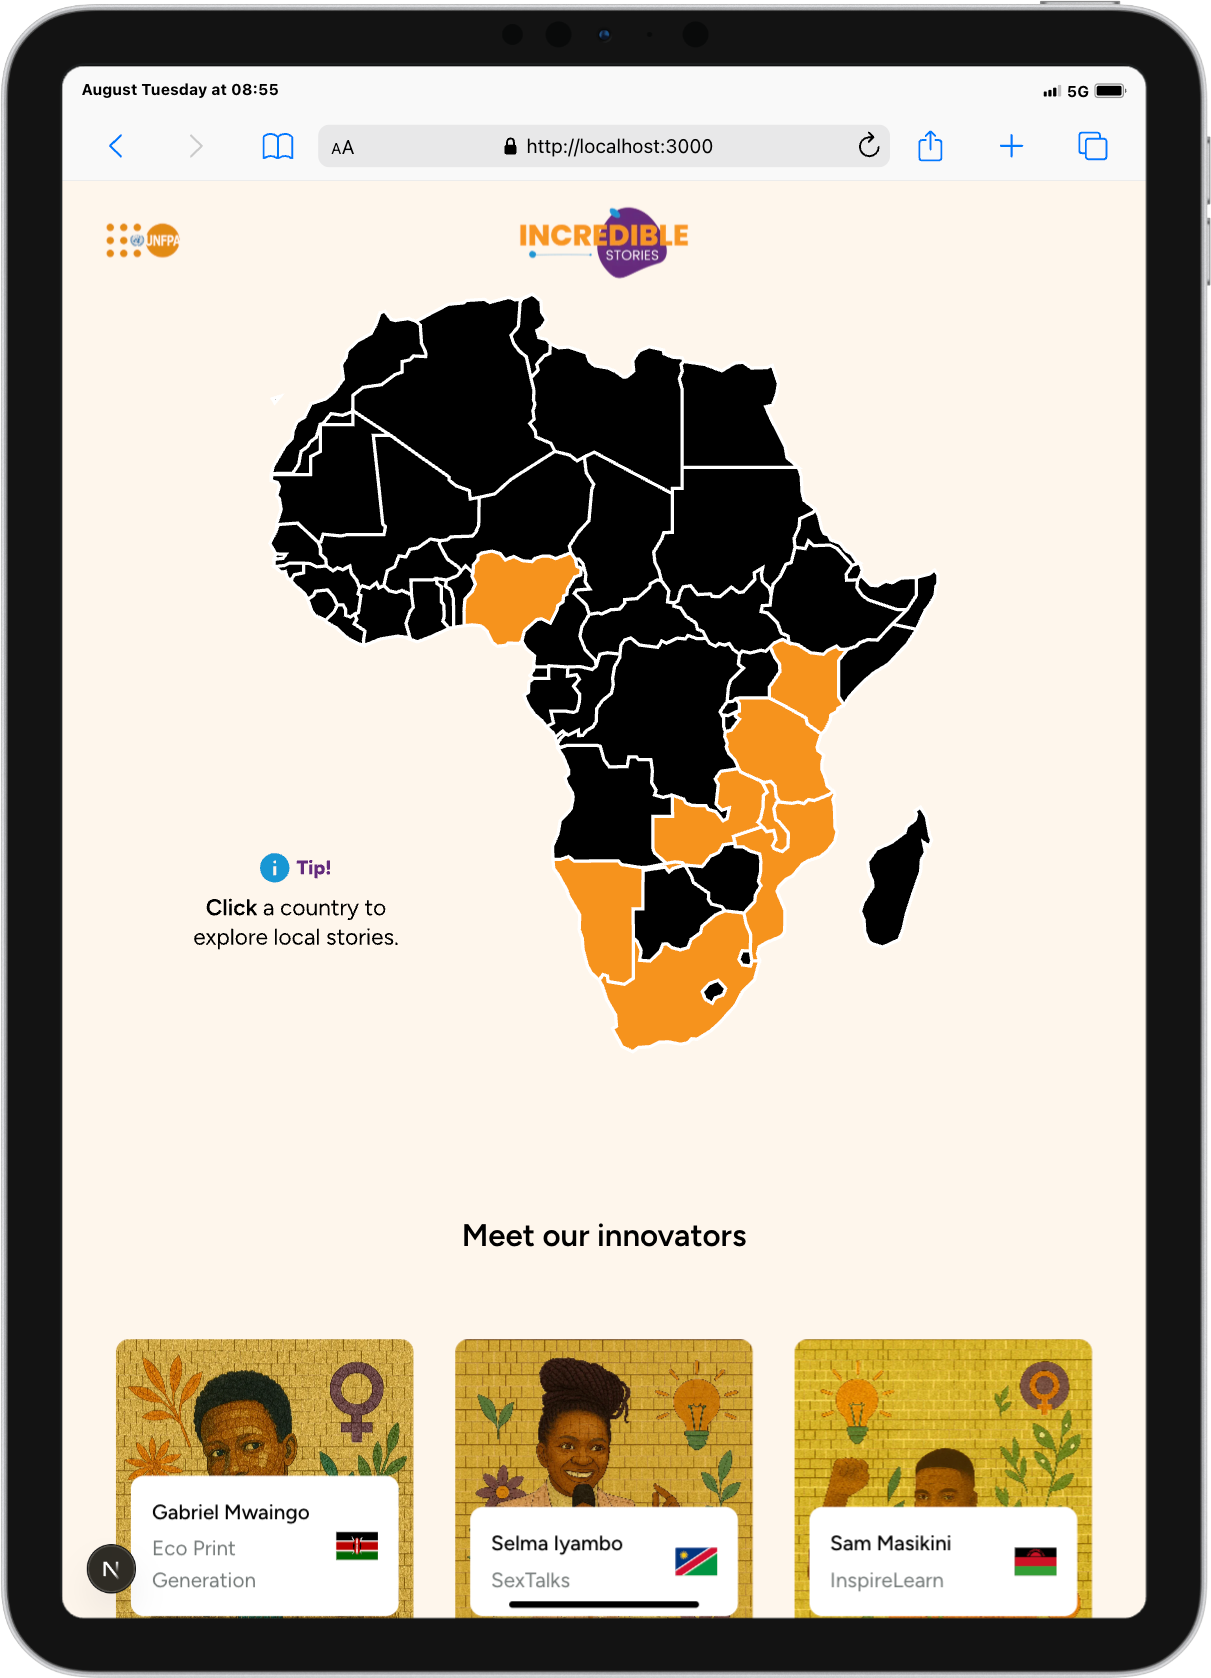 August Tuesday at 08:55
5G
AA
http://localhost:3000
UNFPA
INCREDIBLE
STORIES
i Tip!
Click a country to
explore local stories.
Meet our innovators
Gabriel Mwaingo
Eco Print
Generation
Selma Iyambo
SexTalks
Sam Masikini
InspireLearn
N